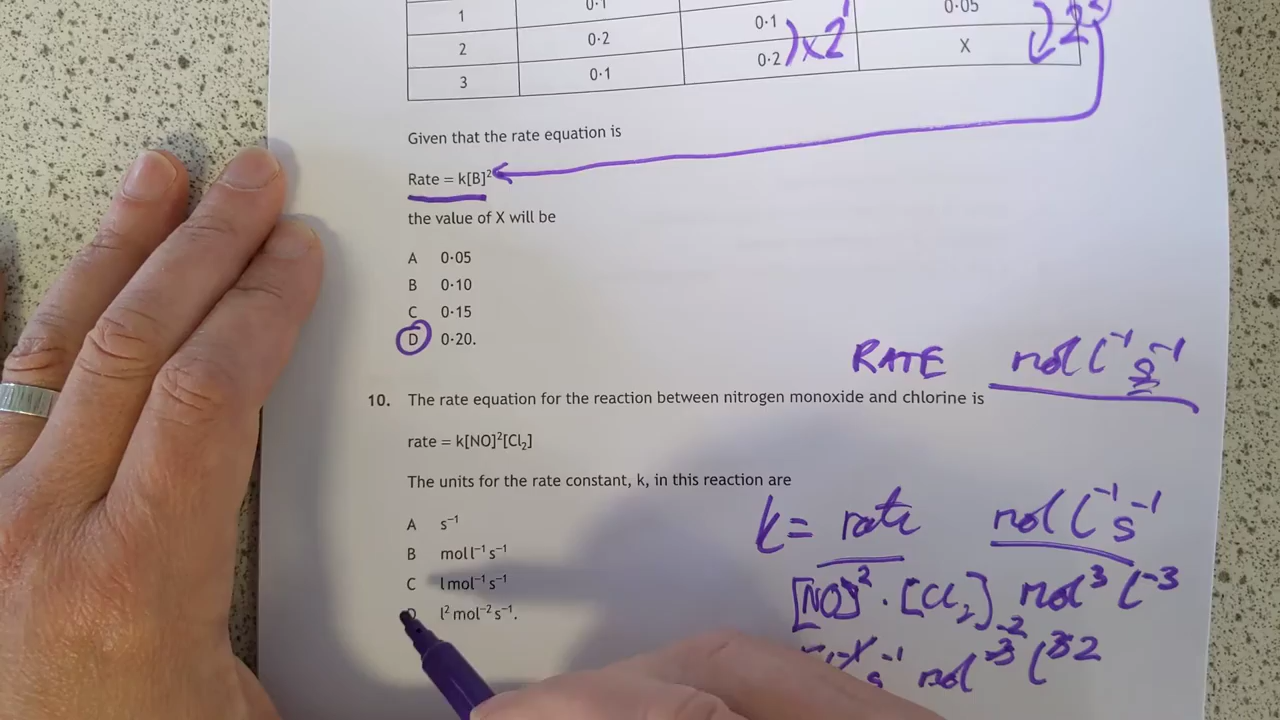 1 0·1 0·05
2 0·2 0·1 X
3 0·1 0·2 )x2¹
Given that the rate equation is
Rate = k[B]²
the value of X will be
A 0·05
B 0·10
C 0·15
D 0·20.
RATE mol l⁻¹ s⁻¹
10. The rate equation for the reaction between nitrogen monoxide and chlorine is
rate = k[NO]²[Cl₂]
The units for the rate constant, k, in this reaction are
A s⁻¹
B mol l⁻¹ s⁻¹
C l mol⁻¹ s⁻¹
D l² mol⁻² s⁻¹.
k = rate mol l⁻¹ s⁻¹
[NO]² · [Cl₂] mol³ l⁻³
s⁻¹ mol⁻² l²